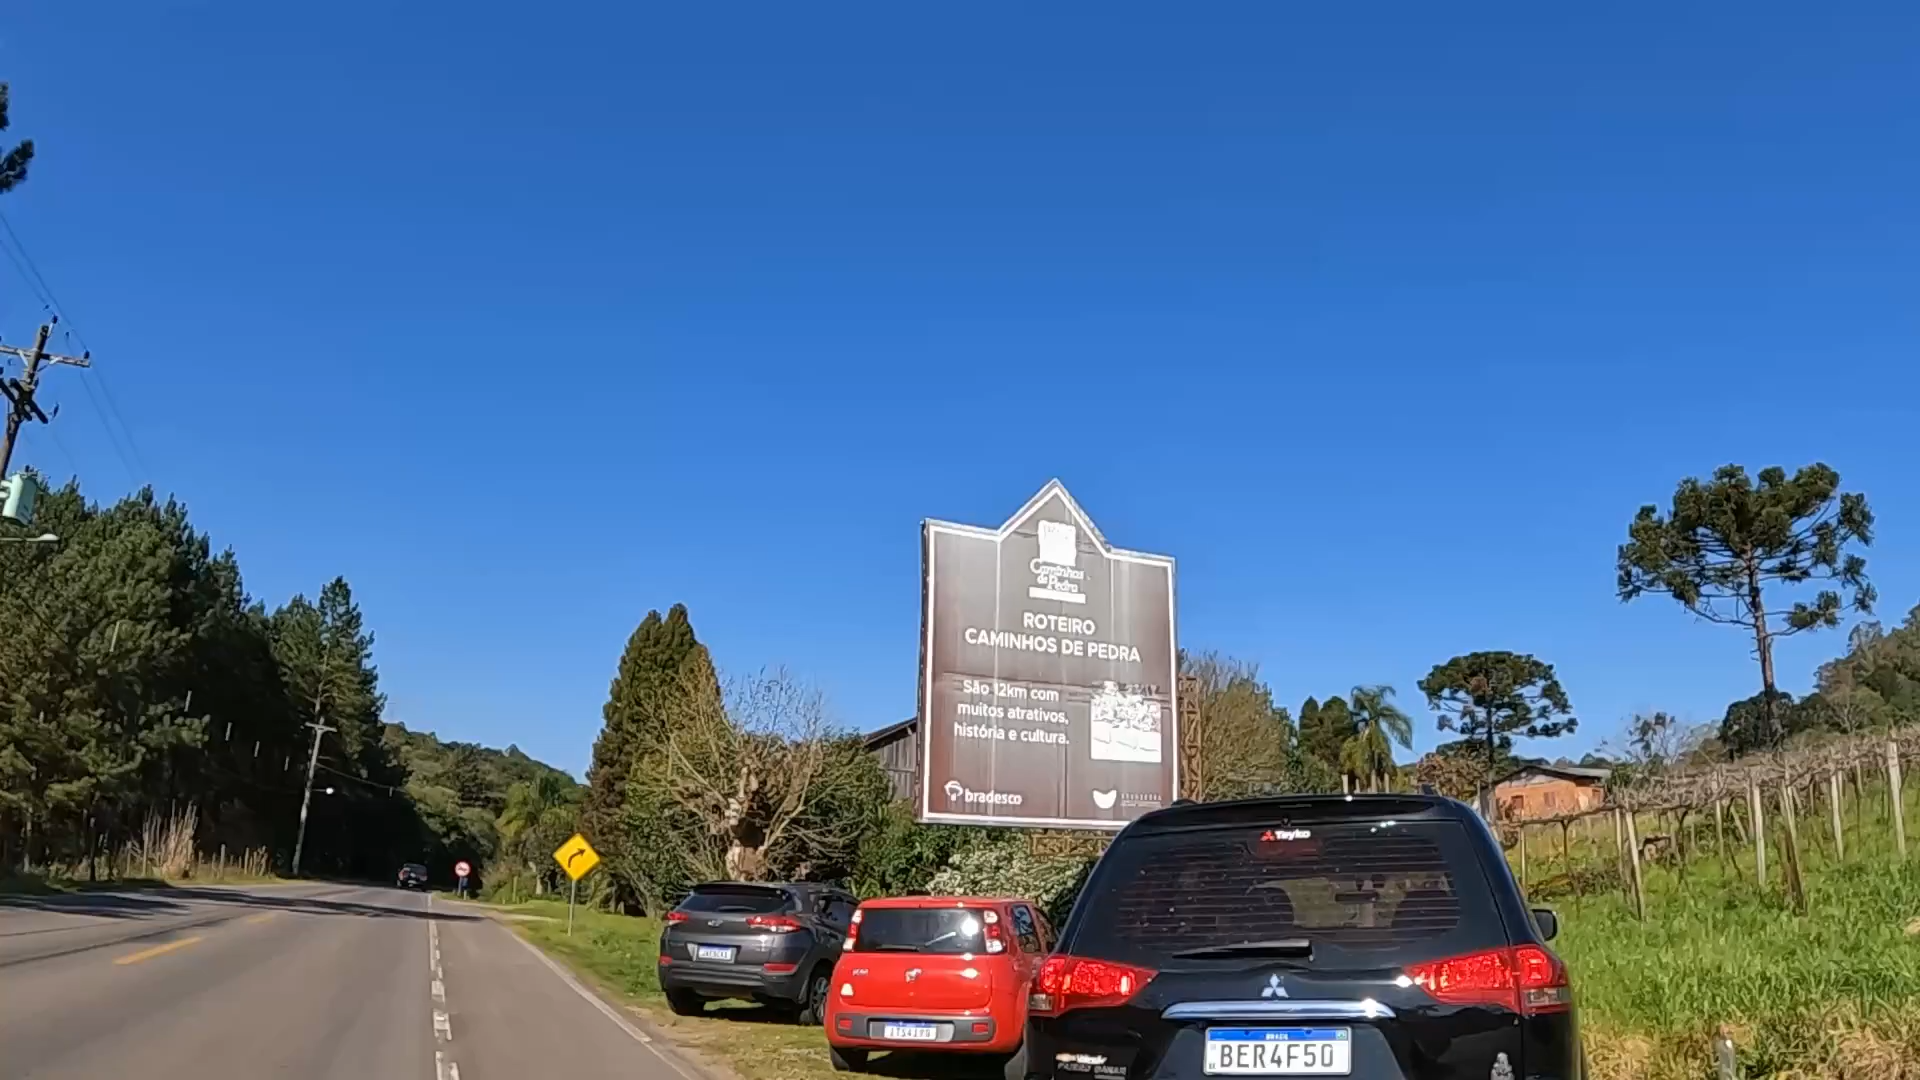 Caminhos
de Pedra
ROTEIRO
CAMINHOS DE PEDRA
São 12km com
muitos atrativos,
história e cultura.
bradesco
Tayko
BRASIL
BER4F50